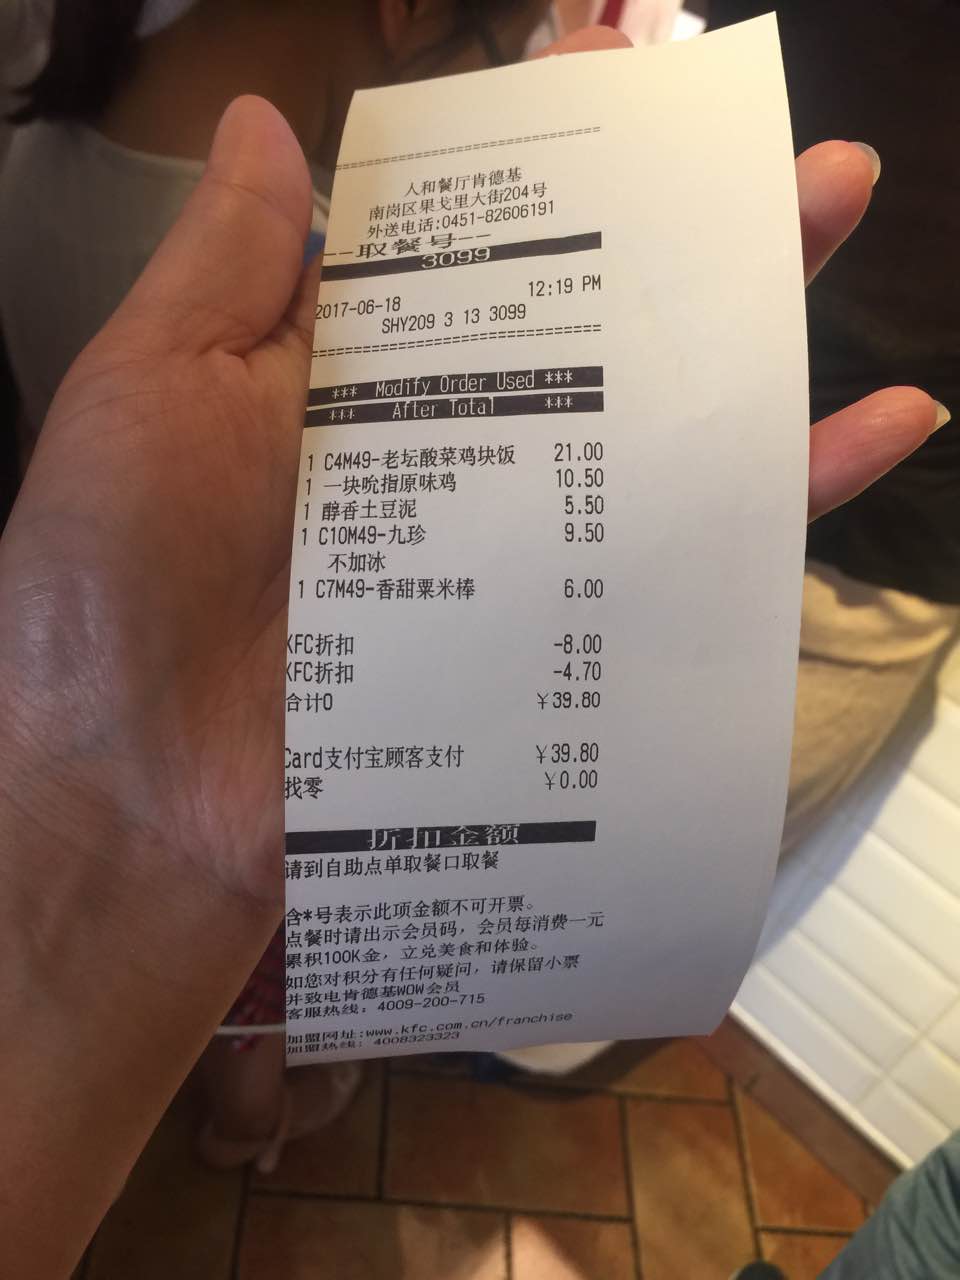 ================================
人和餐厅肯德基
南岗区果戈里大街204号
外送电话:0451-82606191
--取餐号--
3099
2017-06-18 12:19 PM
SHY209 3 13 3099
================================
*** Modify Order Used ***
*** After Total ***
1 C4M49-老坛酸菜鸡块饭 21.00
1 一块吮指原味鸡 10.50
1 醇香土豆泥 5.50
1 C10M49-九珍 9.50
不加冰
1 C7M49-香甜粟米棒 6.00
KFC折扣 -8.00
KFC折扣 -4.70
合计0 ¥39.80
Card支付宝顾客支付 ¥39.80
找零 ¥0.00
折扣金额
请到自助点单取餐口取餐
含*号表示此项金额不可开票。
点餐时请出示会员码，会员每消费一元
累积100K金，立兑美食和体验。
如您对积分有任何疑问，请保留小票
并致电肯德基WOW会员
客服热线：4009-200-715
加盟网址:www.kfc.com.cn/franchise
加盟热线: 4008323323